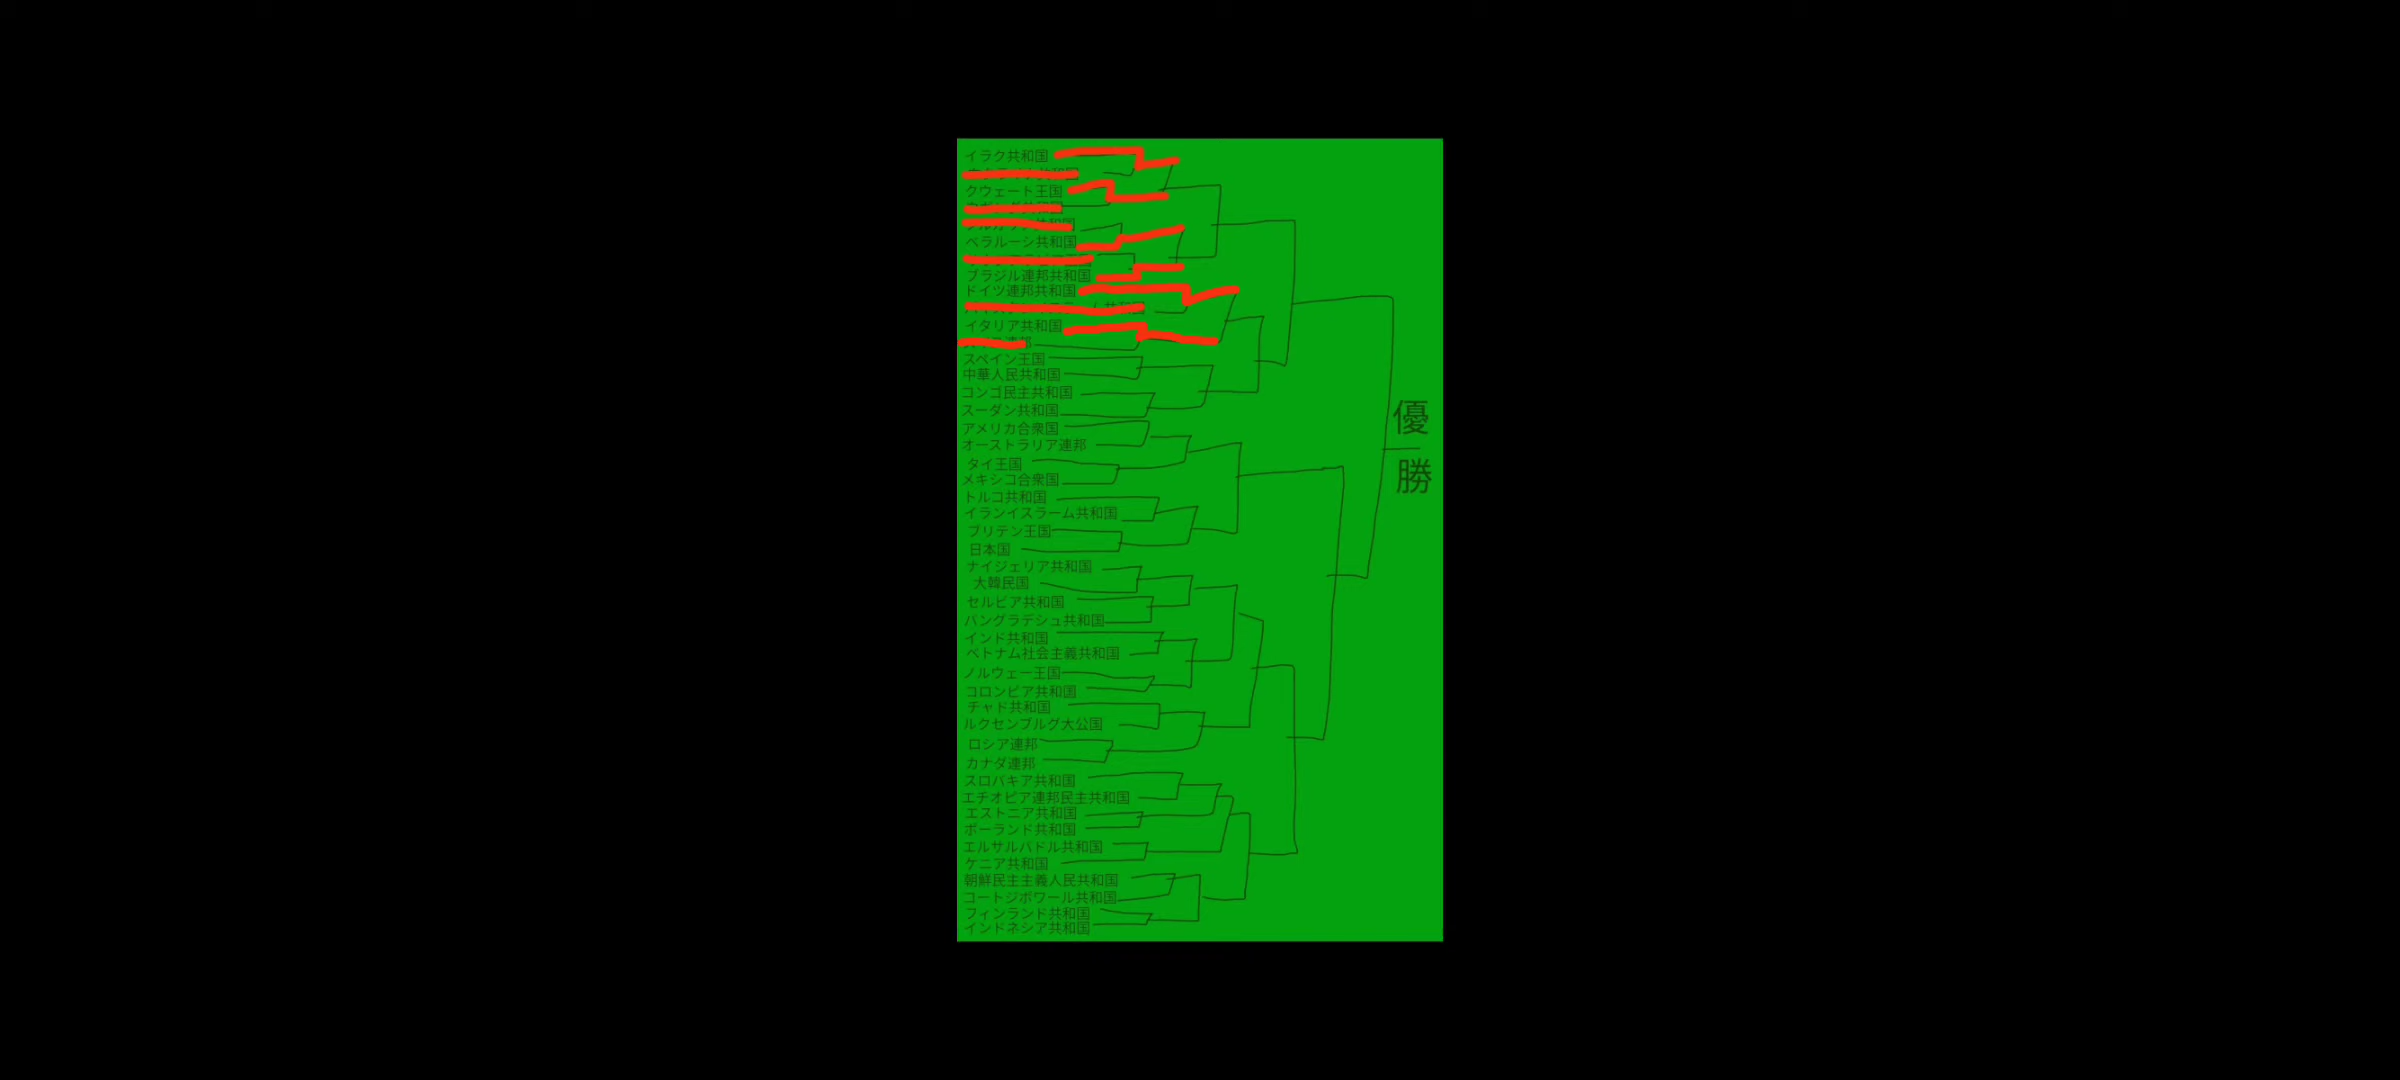 イラク共和国
共和国
クウェート王国
共和国
共和国
ベラルーシ共和国
ブラジル連邦共和国
ドイツ連邦共和国
共和国
イタリア共和国
連邦
スペイン王国
中華人民共和国
コンゴ民主共和国
スーダン共和国
アメリカ合衆国
オーストラリア連邦
タイ王国
メキシコ合衆国
トルコ共和国
イランイスラーム共和国
ブリテン王国
日本国
ナイジェリア共和国
大韓民国
セルビア共和国
バングラデシュ共和国
インド共和国
ベトナム社会主義共和国
ノルウェー王国
コロンビア共和国
チャド共和国
ルクセンブルグ大公国
ロシア連邦
カナダ連邦
スロバキア共和国
エチオピア連邦民主共和国
エストニア共和国
ポーランド共和国
エルサルバドル共和国
ケニア共和国
朝鮮民主主義人民共和国
コートジボワール共和国
フィンランド共和国
インドネシア共和国
優勝